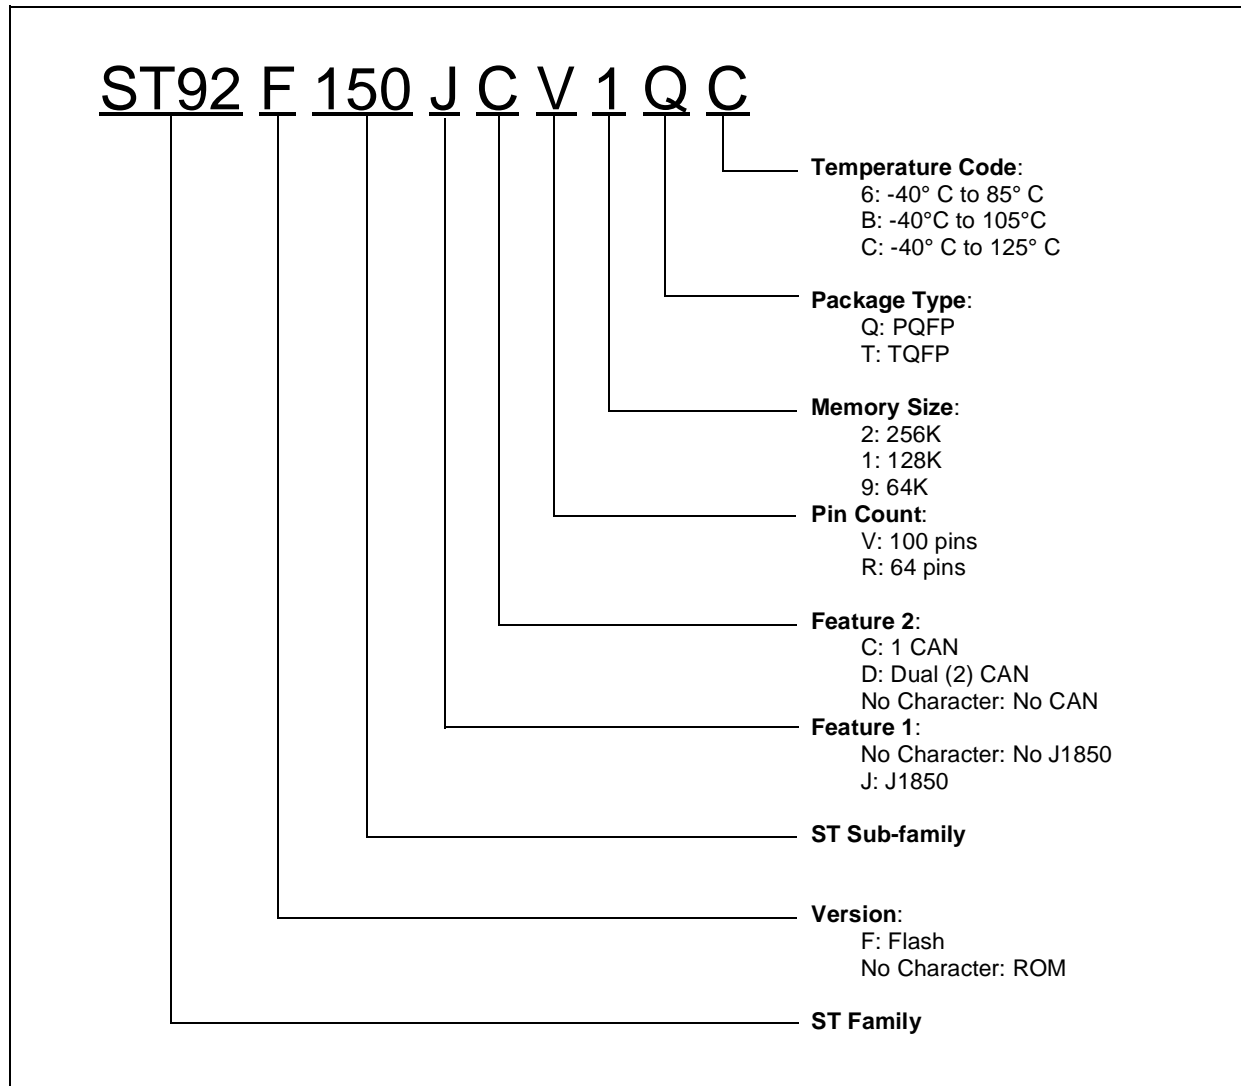 ST92 F 150 J C V 1 Q C
Temperature Code:
6: -40° C to 85° C
B: -40°C to 105°C
C: -40° C to 125° C
Package Type:
Q: PQFP
T: TQFP
Memory Size:
2: 256K
1: 128K
9: 64K
Pin Count:
V: 100 pins
R: 64 pins
Feature 2:
C: 1 CAN
D: Dual (2) CAN
No Character: No CAN
Feature 1:
No Character: No J1850
J: J1850
ST Sub-family
Version:
F: Flash
No Character: ROM
ST Family